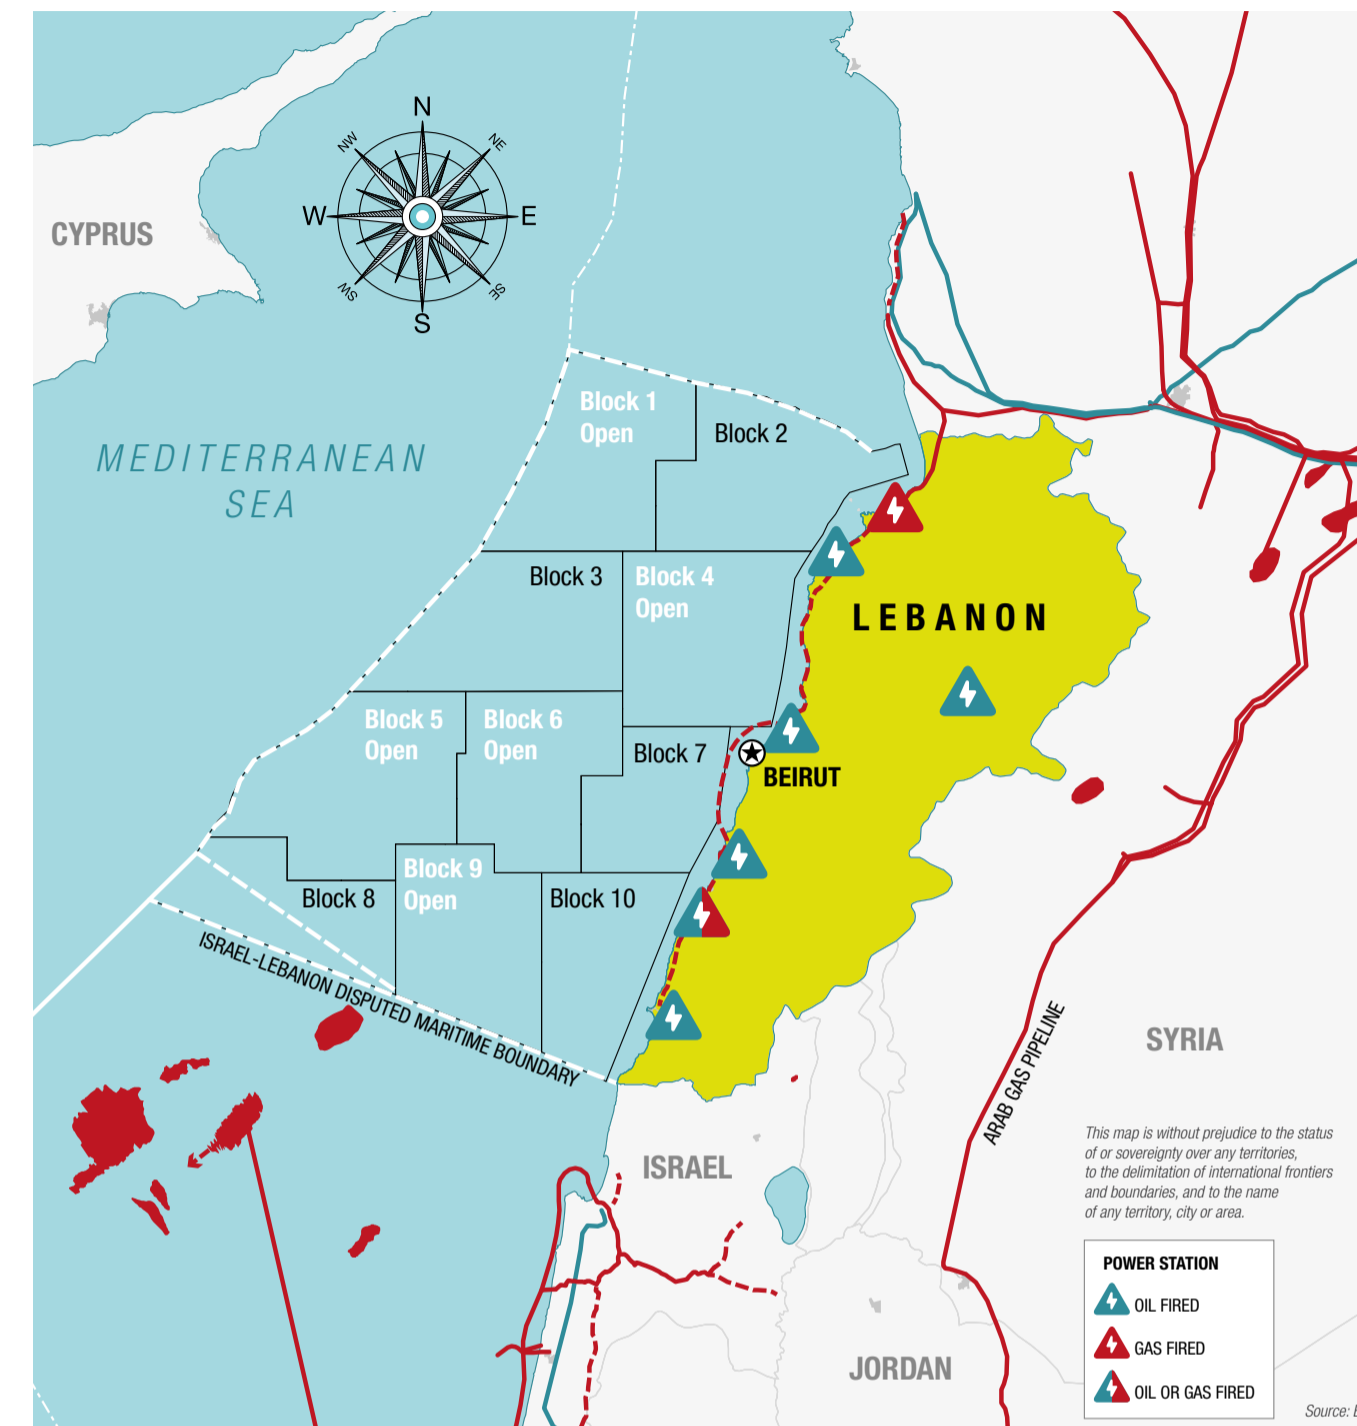 N
NW
NE
W
E
SW
SE
S
CYPRUS
MEDITERRANEAN
SEA
Block 1
Open
Block 2
Block 3
Block 4
Open
LEBANON
Block 5
Open
Block 6
Open
Block 7
BEIRUT
Block 8
Block 9
Open
Block 10
ISRAEL-LEBANON DISPUTED MARITIME BOUNDARY
ARAB GAS PIPELINE
SYRIA
ISRAEL
JORDAN
This map is without prejudice to the status
of or sovereignty over any territories,
to the delimitation of international frontiers
and boundaries, and to the name
of any territory, city or area.
POWER STATION
OIL FIRED
GAS FIRED
OIL OR GAS FIRED
Source: